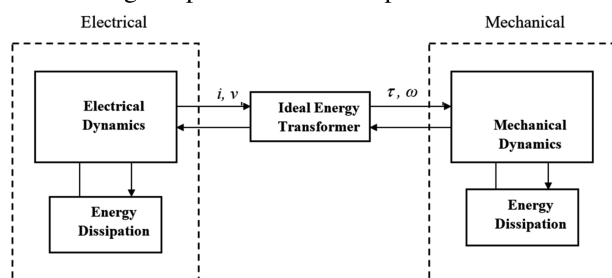 Electrical
Mechanical
Electrical
Dynamics
i, v
Ideal Energy
Transformer
τ, ω
Mechanical
Dynamics
Energy
Dissipation
Energy
Dissipation